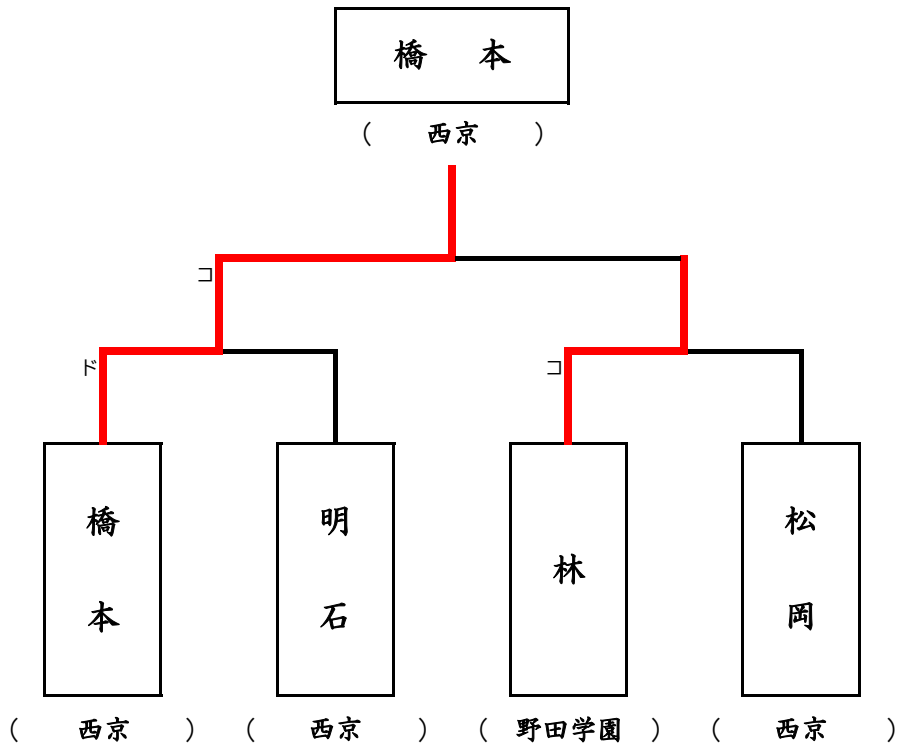 橋 本
( 西京 )
コ
ド
コ
橋本
明石
林
松岡
( 西京 )
( 西京 )
( 野田学園 )
( 西京 )